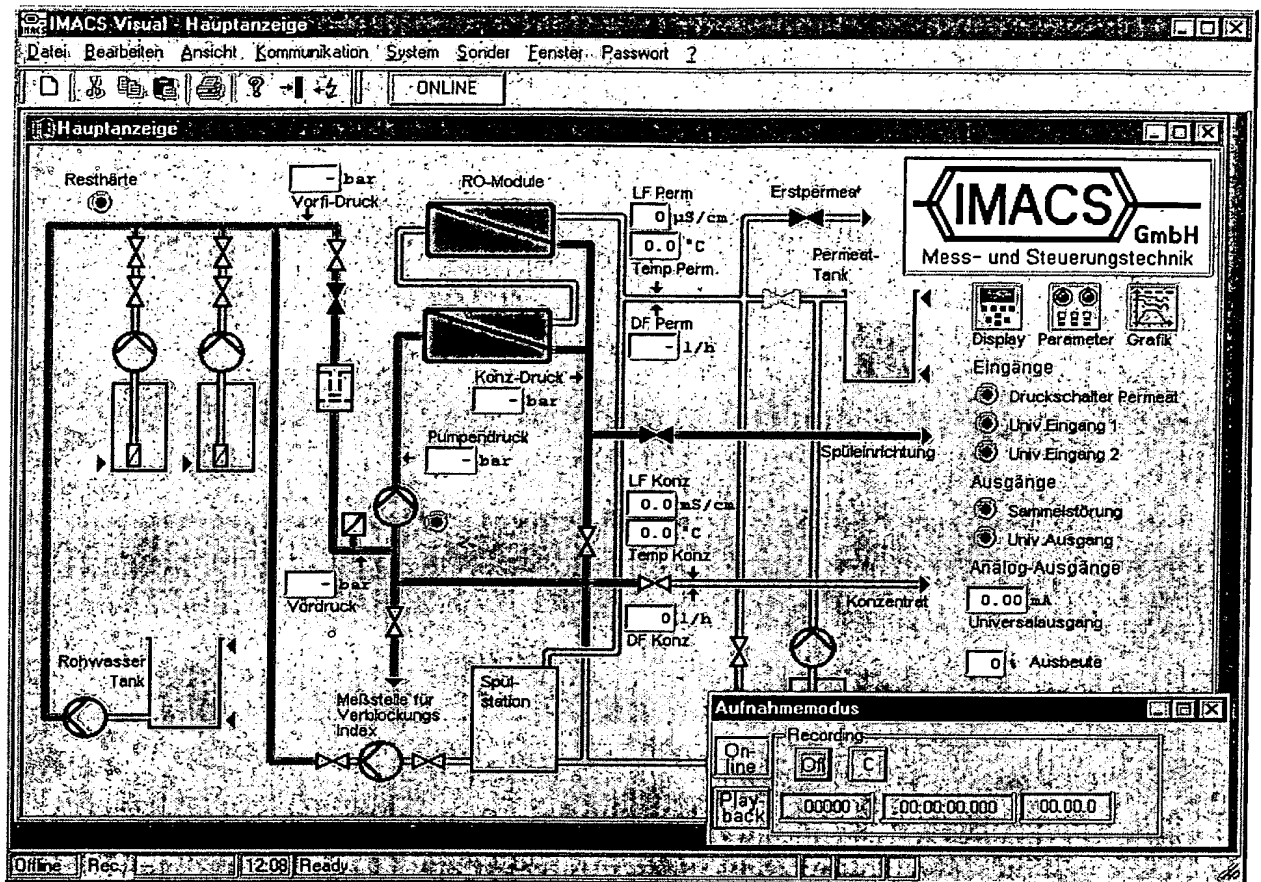 IMACS Visual - Hauptanzeige
Datei Bearbeiten Ansicht Kommunikation System Sonder Fenster Passwort ?
ONLINE
Hauptanzeige
Resthärte
- bar
Vorfi-Druck
RO-Module
LF Perm
0 µS/cm
0.0 °C
Temp Perm.
DF Perm
- l/h
Erstpermeat
Permeat-
Tank
IMACS
GmbH
Mess- und Steuerungstechnik
Display Parameter Grafik
Eingänge
Druckschalter Permeat
Univ.Eingang 1
Univ.Eingang 2
Ausgänge
Sammelstörung
Univ.Ausgang
Analog-Ausgänge
0.00 mA
Universalausgang
0 % Ausbeute
Konz-Druck
- bar
Pumpendruck
- bar
Spüleinrichtung
LF Konz
0.0 mS/cm
0.0 °C
Temp Konz
0 l/h
DF Konz
Konzentrat
- bar
Vordruck
Rohwasser
Tank
Meßstelle für
Verblockungs
Index
Spül-
station
Aufnahmemodus
On-
line
Play-
back
Recording
Off C
00000 00:00:00.000 00.00.0
Offline Rec. 12:08 Ready